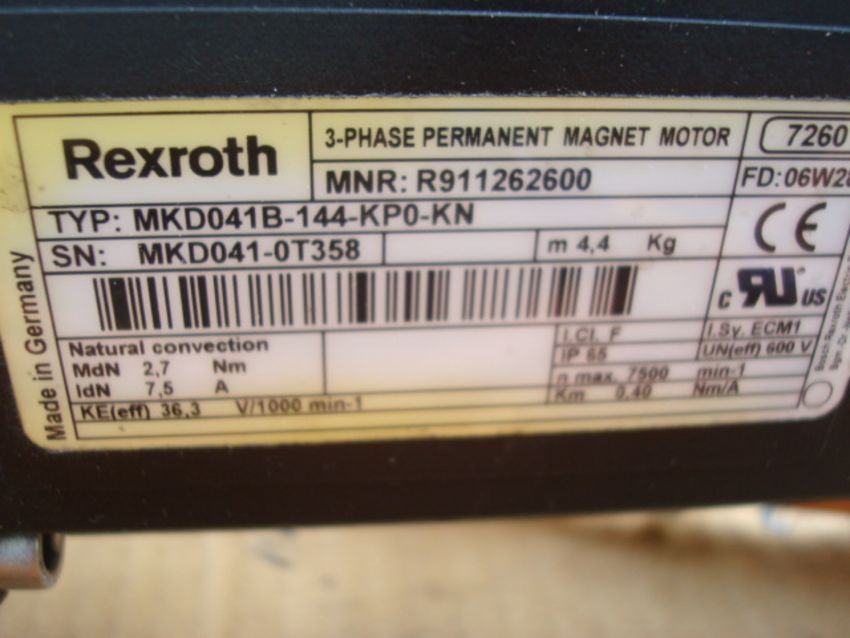 Rexroth
3-PHASE PERMANENT MAGNET MOTOR
7260
MNR: R911262600
FD: 06W28
TYP: MKD041B-144-KP0-KN
SN: MKD041-0T358
m 4,4 Kg
CE
c RU US
Made in Germany
Natural convection
MdN 2,7 Nm
IdN 7,5 A
KE(eff) 36,3 V/1000 min-1
I.Cl. F
I.Sy. ECM1
IP 65
UN(eff) 600 V
n max. 7500 min-1
Km 0,40 Nm/A
Bosch Rexroth